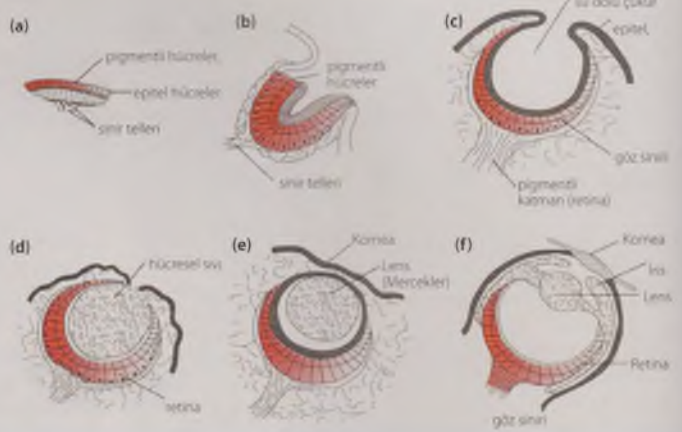 (a)
pigmentli hücreler,
epitel hücreler
sinir telleri
(b)
pigmentli
hücreler
sinir telleri
(c)
su dolu çukur
epitel,
göz siniri
pigmentli
katman (retina)
(d)
hücresel sıvı
retina
(e)
Kornea
Lens
(Mercekler)
(f)
Kornea
Iris
Lens
Retina
göz siniri